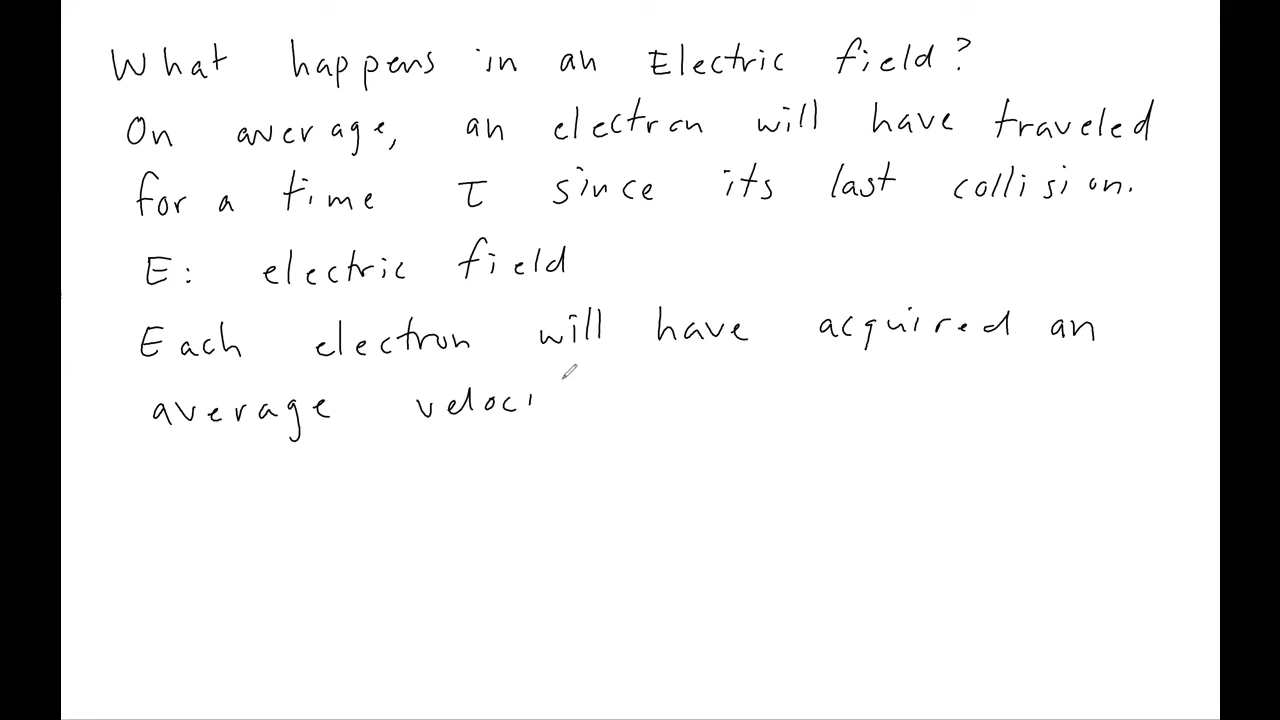 What happens in an Electric field?
On average, an electron will have traveled
for a time τ since its last collision.
E: electric field
Each electron will have acquired an
average veloci